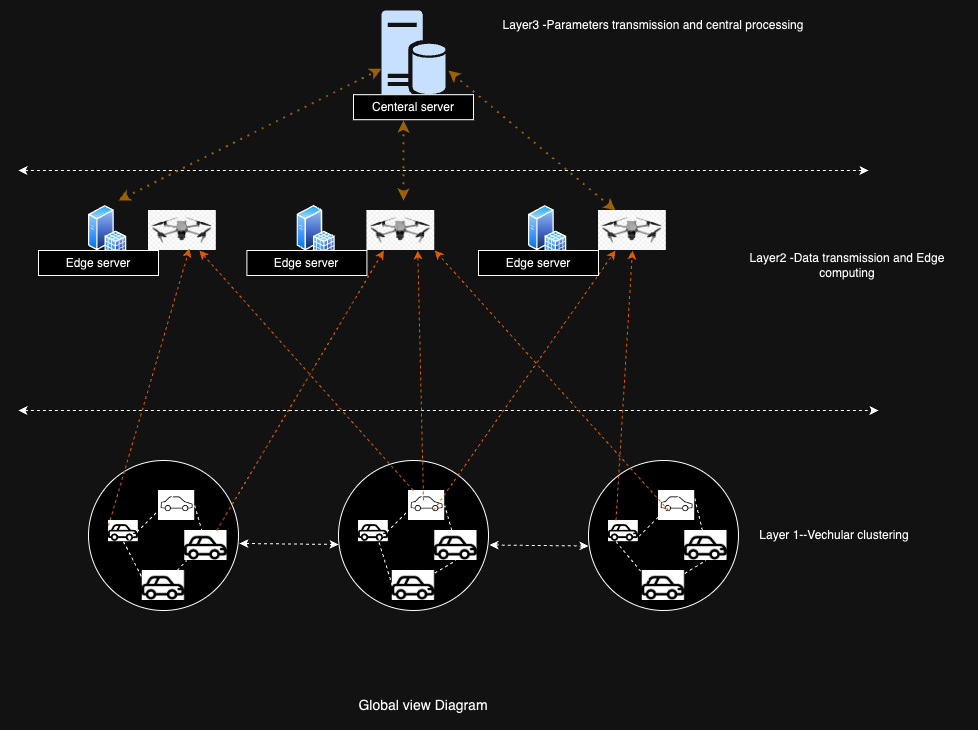 Layer3 -Parameters transmission and central processing
Centeral server
Edge server
Edge server
Edge server
Layer2 -Data transmission and Edge
computing
Layer 1--Vechular clustering
Global view Diagram